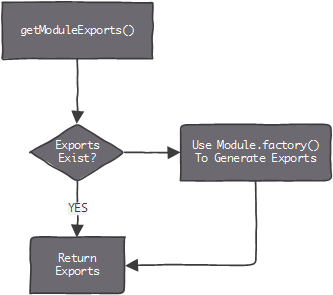 getModuleExports()
Exports
Exist?
Use Module.factory()
To Generate Exports
YES
Return
Exports